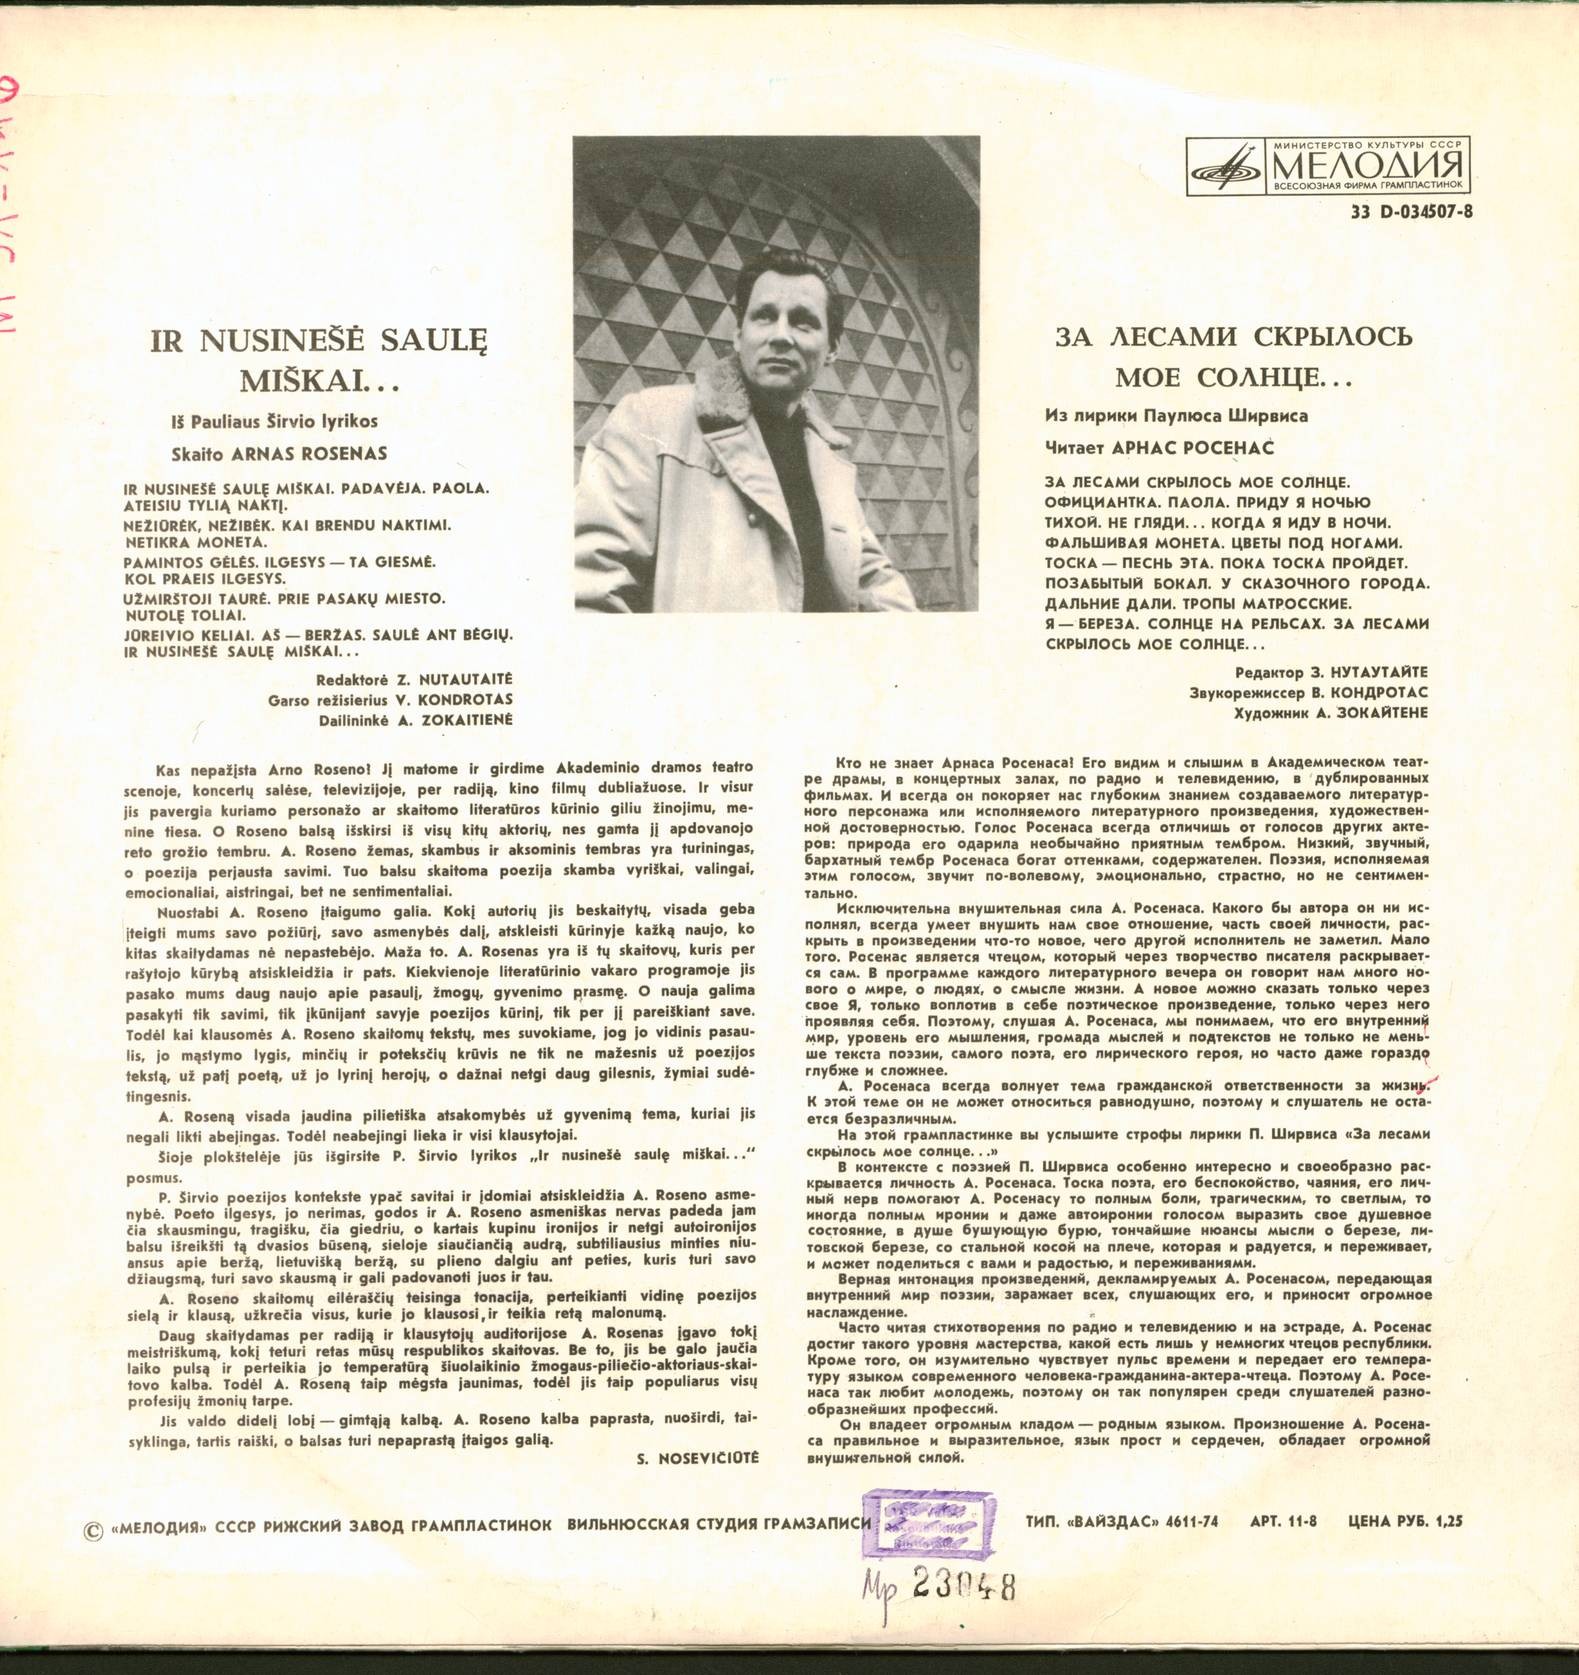 МИНИСТЕРСТВО КУЛЬТУРЫ СССР
МЕЛОДИЯ
ВСЕСОЮЗНАЯ ФИРМА ГРАМПЛАСТИНОК
33 D-034507-8
IR NUSINEŠĖ SAULĘ
MIŠKAI...
Iš Pauliaus Širvio lyrikos
Skaito ARNAS ROSENAS
IR NUSINEŠĖ SAULĘ MIŠKAI. PADAVĖJA. PAOLA.
ATEISIU TYLIĄ NAKTĮ.
NEŽIŪRĖK, NEŽIBĖK. KAI BRENDU NAKTIMI.
NETIKRA MONETA.
PAMINTOS GĖLĖS. ILGESYS — TA GIESMĖ.
KOL PRAEIS ILGESYS.
UŽMIRŠTOJI TAURĖ. PRIE PASAKŲ MIESTO.
NUTOLĘ TOLIAI.
JŪREIVIO KELIAI. AŠ — BERŽAS. SAULĖ ANT BĖGIŲ.
IR NUSINEŠĖ SAULĘ MIŠKAI...
Redaktorė Z. NUTAUTAITĖ
Garso režisierius V. KONDROTAS
Dailininkė A. ZOKAITIENĖ
ЗА ЛЕСАМИ СКРЫЛОСЬ
МОЕ СОЛНЦЕ...
Из лирики Паулюса Ширвиса
Читает АРНАС РОСЕНАС
ЗА ЛЕСАМИ СКРЫЛОСЬ МОЕ СОЛНЦЕ.
ОФИЦИАНТКА. ПАОЛА. ПРИДУ Я НОЧЬЮ
ТИХОЙ. НЕ ГЛЯДИ... КОГДА Я ИДУ В НОЧИ.
ФАЛЬШИВАЯ МОНЕТА. ЦВЕТЫ ПОД НОГАМИ.
ТОСКА — ПЕСНЬ ЭТА. ПОКА ТОСКА ПРОЙДЕТ.
ПОЗАБЫТЫЙ БОКАЛ. У СКАЗОЧНОГО ГОРОДА.
ДАЛЬНИЕ ДАЛИ. ТРОПЫ МАТРОССКИЕ.
Я — БЕРЕЗА. СОЛНЦЕ НА РЕЛЬСАХ. ЗА ЛЕСАМИ
СКРЫЛОСЬ МОЕ СОЛНЦЕ...
Редактор З. НУТАУТАЙТЕ
Звукорежиссер В. КОНДРОТАС
Художник А. ЗОКАЙТЕНЕ
Kas nepažįsta Arno Roseno! Jį matome ir girdime Akademinio dramos teatro
scenoje, koncertų salėse, televizijoje, per radiją, kino filmų dubliažuose. Ir visur
jis pavergia kuriamo personažo ar skaitomo literatūros kūrinio giliu žinojimu, me-
nine tiesa. O Roseno balsą išskirsi iš visų kitų aktorių, nes gamta jį apdovanojo
reto grožio tembru. A. Roseno žemas, skambus ir aksominis tembras yra turiningas,
o poezija perjausta savimi. Tuo balsu skaitoma poezija skamba vyriškai, valingai,
emocionaliai, aistringai, bet ne sentimentaliai.
Nuostabi A. Roseno įtaigumo galia. Kokį autorių jis beskaitytų, visada geba
įteigti mums savo požiūrį, savo asmenybės dalį, atskleisti kūrinyje kažką naujo, ko
kitas skaitydamas nė nepastebėjo. Maža to. A. Rosenas yra iš tų skaitovų, kuris per
rašytojo kūrybą atsiskleidžia ir pats. Kiekvienoje literatūrinio vakaro programoje jis
pasako mums daug naujo apie pasaulį, žmogų, gyvenimo prasmę. O nauja galima
pasakyti tik savimi, tik įkūnijant savyje poezijos kūrinį, tik per jį pareiškiant save.
Todėl kai klausomės A. Roseno skaitomų tekstų, mes suvokiame, jog jo vidinis pasau-
lis, jo mąstymo lygis, minčių ir poteksčių krūvis ne tik ne mažesnis už poezijos
tekstą, už patį poetą, už jo lyrinį herojų, o dažnai netgi daug gilesnis, žymiai sudė-
tingesnis.
A. Roseną visada jaudina pilietiška atsakomybės už gyvenimą tema, kuriai jis
negali likti abejingas. Todėl neabejingi lieka ir visi klausytojai.
Šioje plokštelėje jūs išgirsite P. Širvio lyrikos „Ir nusinešė saulę miškai..."
posmus.
P. Širvio poezijos kontekste ypač savitai ir įdomiai atsiskleidžia A. Roseno asme-
nybė. Poeto ilgesys, jo nerimas, godos ir A. Roseno asmeniškas nervas padeda jam
čia skausmingu, tragišku, čia giedriu, o kartais kupinu ironijos ir netgi autoironijos
balsu išreikšti tą dvasios būseną, sieloje siaučiančią audrą, subtiliausius minties niu-
ansus apie beržą, lietuvišką beržą, su plieno dalgiu ant peties, kuris turi savo
džiaugsmą, turi savo skausmą ir gali padovanoti juos ir tau.
A. Roseno skaitomų eilėraščių teisinga tonacija, perteikianti vidinę poezijos
sielą ir klausą, užkrečia visus, kurie jo klausosi, ir teikia retą malonumą.
Daug skaitydamas per radiją ir klausytojų auditorijose A. Rosenas įgavo tokį
meistriškumą, kokį teturi retas mūsų respublikos skaitovas. Be to, jis be galo jaučia
laiko pulsą ir perteikia jo temperatūrą šiuolaikinio žmogaus-piliečio-aktoriaus-skai-
tovo kalba. Todėl A. Roseną taip mėgsta jaunimas, todėl jis taip populiarus visų
profesijų žmonių tarpe.
Jis valdo didelį lobį — gimtąją kalbą. A. Roseno kalba paprasta, nuoširdi, tai-
syklinga, tartis raiški, o balsas turi nepaprastą įtaigos galią.
S. NOSEVIČIŪTĖ
Кто не знает Арнаса Росенаса! Его видим и слышим в Академическом теат-
ре драмы, в концертных залах, по радио и телевидению, в дублированных
фильмах. И всегда он покоряет нас глубоким знанием создаваемого литератур-
ного персонажа или исполняемого литературного произведения, художествен-
ной достоверностью. Голос Росенаса всегда отличишь от голосов других акте-
ров: природа его одарила необычайно приятным тембром. Низкий, звучный,
бархатный тембр Росенаса богат оттенками, содержателен. Поэзия, исполняемая
этим голосом, звучит по-волевому, эмоционально, страстно, но не сентимен-
тально.
Исключительна внушительная сила А. Росенаса. Какого бы автора он ни ис-
полнял, всегда умеет внушить нам свое отношение, часть своей личности, рас-
крыть в произведении что-то новое, чего другой исполнитель не заметил. Мало
того. Росенас является чтецом, который через творчество писателя раскрывает-
ся сам. В программе каждого литературного вечера он говорит нам много но-
вого о мире, о людях, о смысле жизни. А новое можно сказать только через
свое Я, только воплотив в себе поэтическое произведение, только через него
проявляя себя. Поэтому, слушая А. Росенаса, мы понимаем, что его внутренний
мир, уровень его мышления, громада мыслей и подтекстов не только не мень-
ше текста поэзии, самого поэта, его лирического героя, но часто даже гораздо
глубже и сложнее.
А. Росенаса всегда волнует тема гражданской ответственности за жизнь.
К этой теме он не может относиться равнодушно, поэтому и слушатель не оста-
ется безразличным.
На этой грампластинке вы услышите строфы лирики П. Ширвиса «За лесами
скрылось мое солнце...»
В контексте с поэзией П. Ширвиса особенно интересно и своеобразно рас-
крывается личность А. Росенаса. Тоска поэта, его беспокойство, чаяния, его лич-
ный нерв помогают А. Росенасу то полным боли, трагическим, то светлым, то
иногда полным иронии и даже автоиронии голосом выразить свое душевное
состояние, в душе бушующую бурю, тончайшие нюансы мысли о березе, ли-
товской березе, со стальной косой на плече, которая и радуется, и переживает,
и может поделиться с вами и радостью, и переживаниями.
Верная интонация произведений, декламируемых А. Росенасом, передающая
внутренний мир поэзии, заражает всех, слушающих его, и приносит огромное
наслаждение.
Часто читая стихотворения по радио и телевидению и на эстраде, А. Росенас
достиг такого уровня мастерства, какой есть лишь у немногих чтецов республики.
Кроме того, он изумительно чувствует пульс времени и передает его темпера-
туру языком современного человека-гражданина-актера-чтеца. Поэтому А. Росе-
наса так любит молодежь, поэтому он так популярен среди слушателей разно-
образнейших профессий.
Он владеет огромным кладом — родным языком. Произношение А. Росена-
са правильное и выразительное, язык прост и сердечен, обладает огромной
внушительной силой.
© «МЕЛОДИЯ» СССР РИЖСКИЙ ЗАВОД ГРАМПЛАСТИНОК ВИЛЬНЮССКАЯ СТУДИЯ ГРАМЗАПИСИ
ТИП. «ВАЙЗДАС» 4611-74 АРТ. 11-8 ЦЕНА РУБ. 1,25
Мр 23048